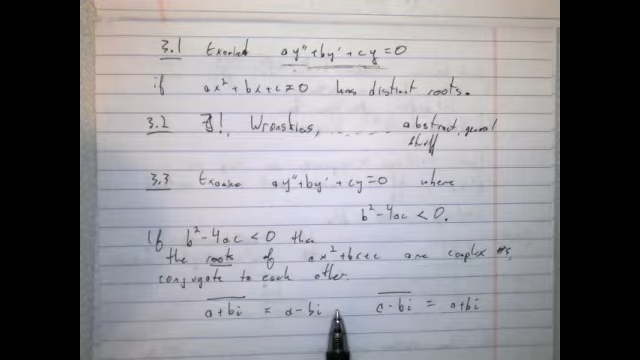 3.1 ay'' + by' + cy = 0
if ax² + bx + c = 0 has distinct roots.
3.2 ∃!, Wronskian, abstract, general
stuff
3.3 ay'' + by' + cy = 0 where
b² - 4ac < 0.
If b² - 4ac < 0 then
the roots of ax² + bx + c are complex #s,
conjugate to each other.
\overline{a+bi} = a-bi \overline{a-bi} = a+bi